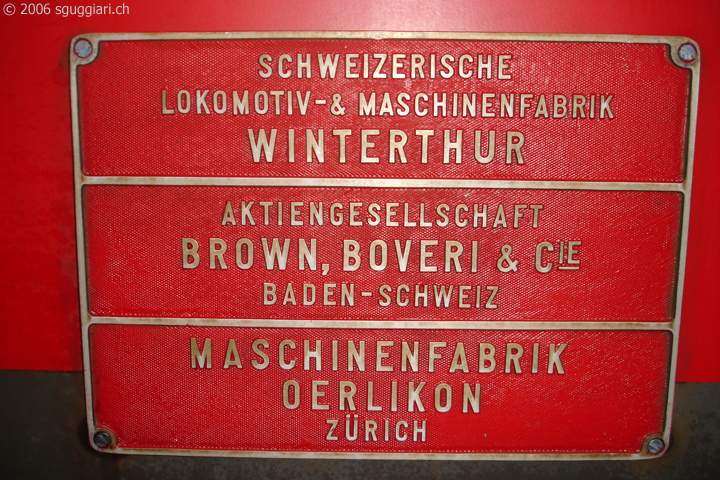 © 2006 sguggiari.ch
SCHWEIZERISCHE
LOKOMOTIV-& MASCHINENFABRIK
WINTERTHUR
AKTIENGESELLSCHAFT
BROWN, BOVERI & CIE
BADEN-SCHWEIZ
MASCHINENFABRIK
OERLIKON
ZÜRICH